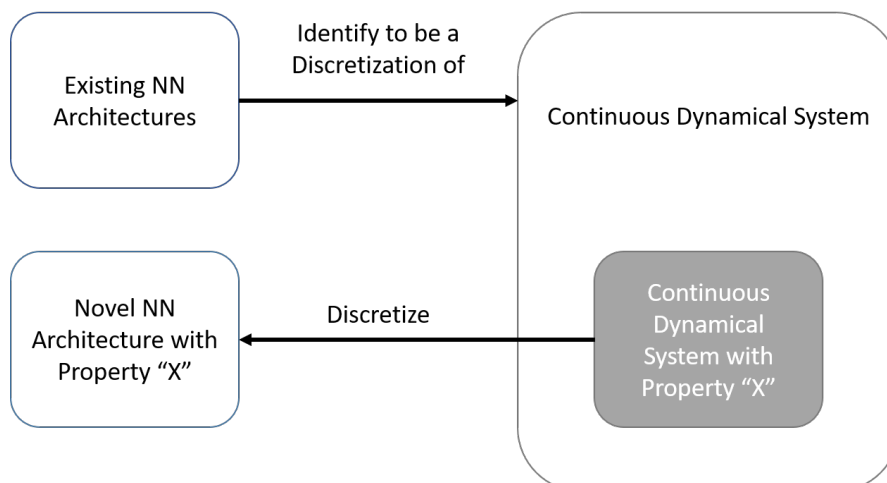 Identify to be a
Discretization of
Existing NN
Architectures
Continuous Dynamical System
Novel NN
Architecture with
Property “X”
Discretize
Continuous
Dynamical
System with
Property “X”